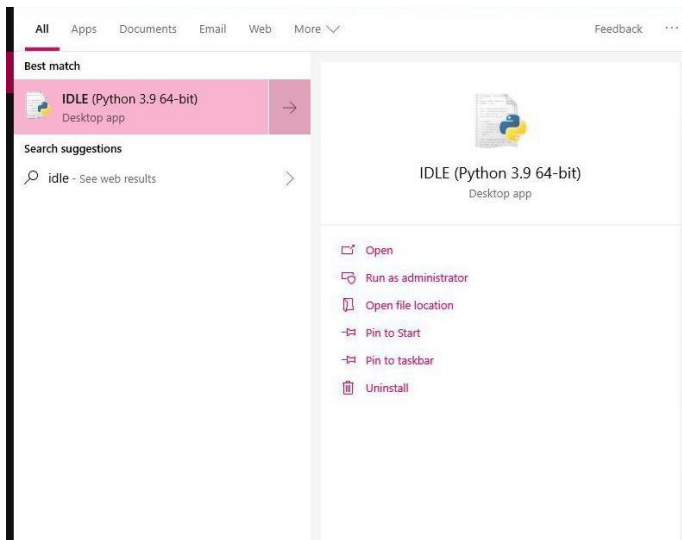 All Apps Documents Email Web More Feedback ...
Best match
IDLE (Python 3.9 64-bit)
Desktop app
Search suggestions
idle - See web results
IDLE (Python 3.9 64-bit)
Desktop app
Open
Run as administrator
Open file location
Pin to Start
Pin to taskbar
Uninstall